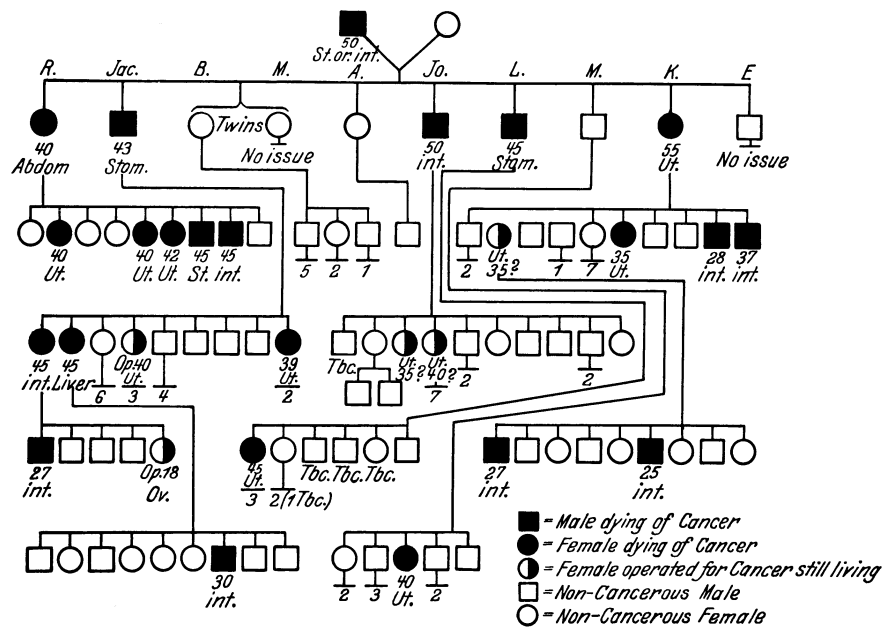 50
St. or. int.
R. Jac. B. M. A. Jo. L. M. K. E
Twins
40 43 No issue 50 45 55 No issue
Abdom Stom. int. Stom. Ut.
40 40 42 45 45 5 2 1 2 Ut. 1 7 35 28 37
Ut. Ut. Ut. St. int. 35? Ut. int. int.
45 45 Op.40 39 Tbc. Ut. Ut. 2 2
int. Liver 6 Ut. 4 Ut. 35? 40?
3 2 7
27 Op.18 45 Tbc. Tbc. Tbc. 27 25
int. Ov. Ut. int. int.
3 2 (1 Tbc.)
30 2 3 40 2
int. Ut.
= Male dying of Cancer
= Female dying of Cancer
= Female operated for Cancer still living
= Non-Cancerous Male
= Non-Cancerous Female